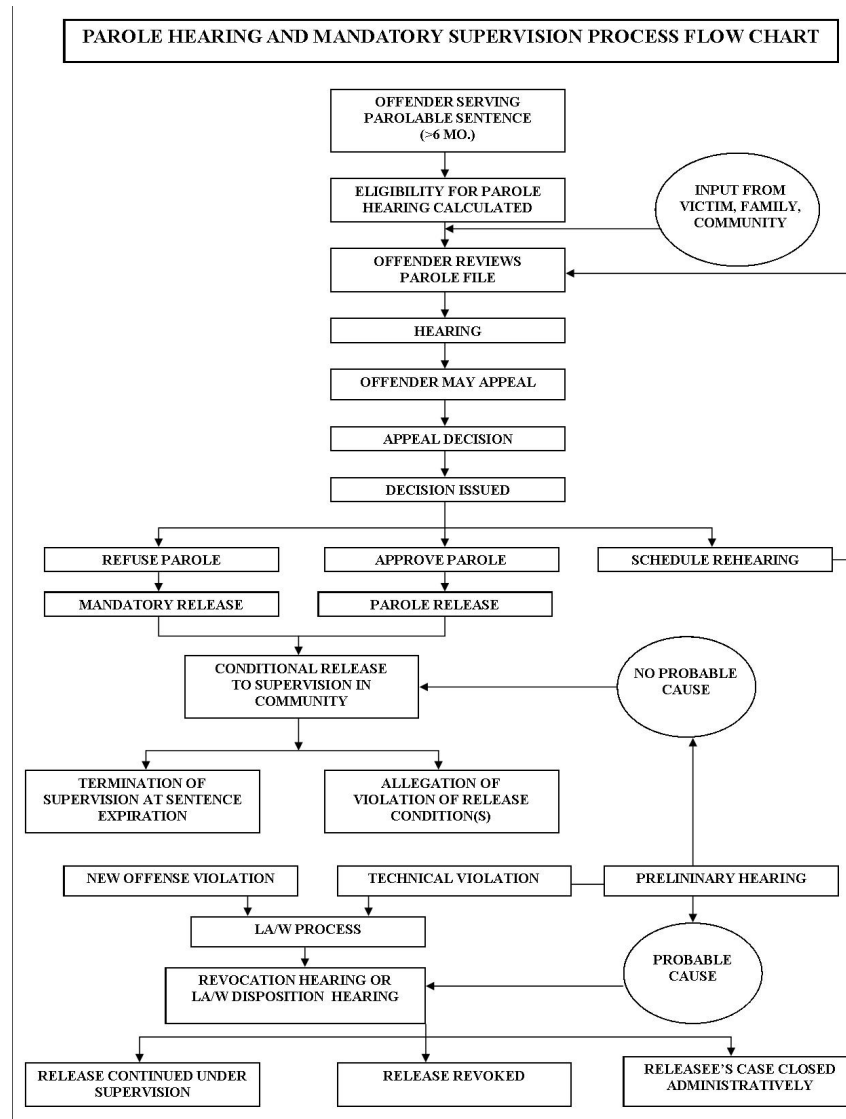 PAROLE HEARING AND MANDATORY SUPERVISION PROCESS FLOW CHART
OFFENDER SERVING
PAROLABLE SENTENCE
(>6 MO.)
ELIGIBILITY FOR PAROLE
HEARING CALCULATED
INPUT FROM
VICTIM, FAMILY,
COMMUNITY
OFFENDER REVIEWS
PAROLE FILE
HEARING
OFFENDER MAY APPEAL
APPEAL DECISION
DECISION ISSUED
REFUSE PAROLE
APPROVE PAROLE
SCHEDULE REHEARING
MANDATORY RELEASE
PAROLE RELEASE
CONDITIONAL RELEASE
TO SUPERVISION IN
COMMUNITY
NO PROBABLE
CAUSE
TERMINATION OF
SUPERVISION AT SENTENCE
EXPIRATION
ALLEGATION OF
VIOLATION OF RELEASE
CONDITION(S)
NEW OFFENSE VIOLATION
TECHNICAL VIOLATION
PRELININARY HEARING
LA/W PROCESS
REVOCATION HEARING OR
LA/W DISPOSITION HEARING
PROBABLE
CAUSE
RELEASE CONTINUED UNDER
SUPERVISION
RELEASE REVOKED
RELEASEE'S CASE CLOSED
ADMINISTRATIVELY